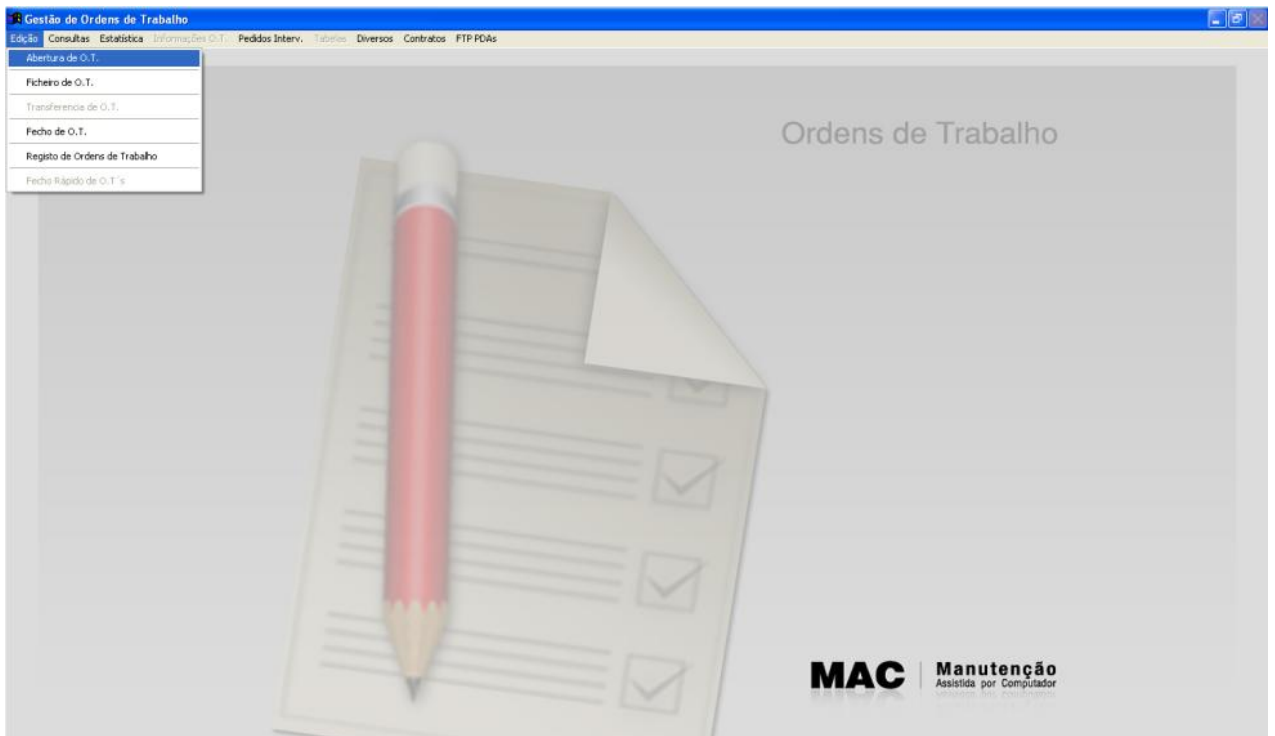 Gestão de Ordens de Trabalho
Edição Consultas Estatística Informações O.T. Pedidos Interv. Tabelas Diversos Contratos FTP PDAs
Abertura de O.T.
Ficheiro de O.T.
Transferencia de O.T.
Fecho de O.T.
Registo de Ordens de Trabalho
Fecho Rápido de O.T´s
Ordens de Trabalho
MAC | Manutenção
Assistida por Computador